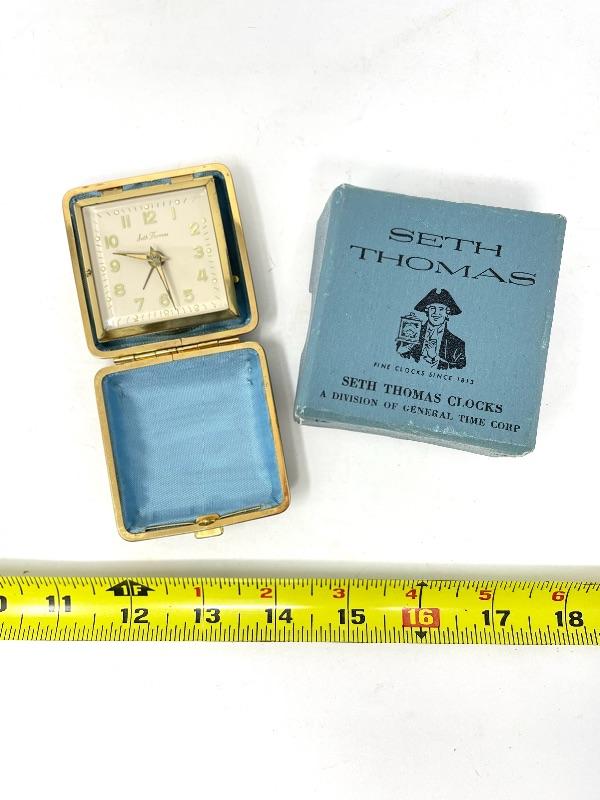 12
1
2
3
4
5
6
7
8
9
10
11
Seth Thomas
SETH
THOMAS
FINE CLOCKS SINCE 1813
SETH THOMAS CLOCKS
A DIVISION OF GENERAL TIME CORP
1F 1 2 3 4 5 6
0 11 12 13 14 15 16 17 18